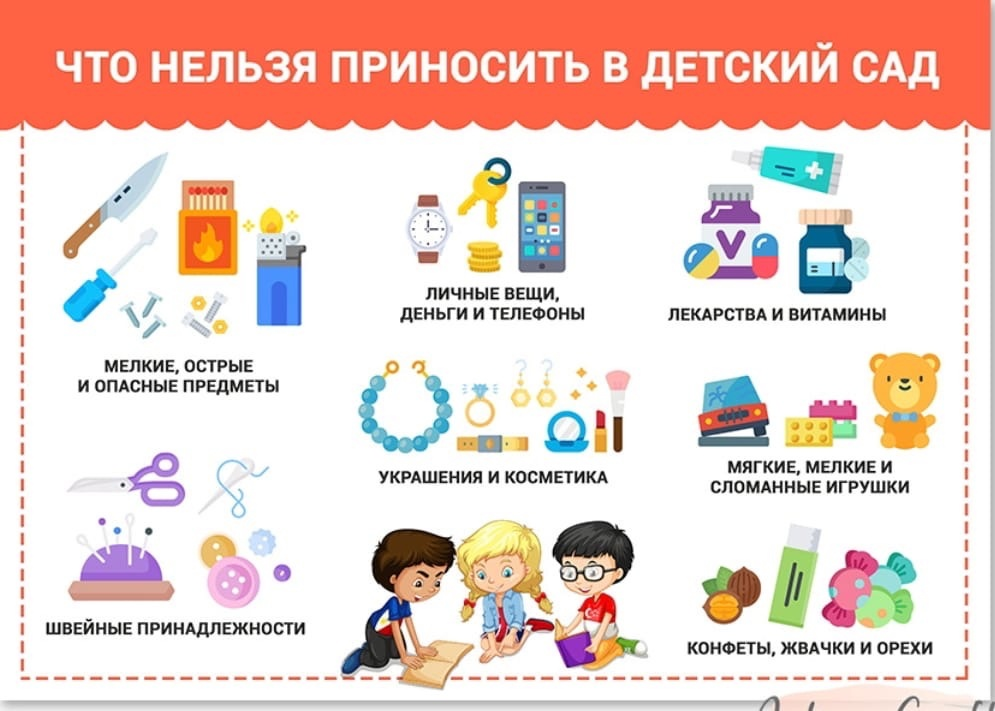 ЧТО НЕЛЬЗЯ ПРИНОСИТЬ В ДЕТСКИЙ САД
МЕЛКИЕ, ОСТРЫЕ
И ОПАСНЫЕ ПРЕДМЕТЫ
ЛИЧНЫЕ ВЕЩИ,
ДЕНЬГИ И ТЕЛЕФОНЫ
V
ЛЕКАРСТВА И ВИТАМИНЫ
УКРАШЕНИЯ И КОСМЕТИКА
МЯГКИЕ, МЕЛКИЕ И
СЛОМАННЫЕ ИГРУШКИ
ШВЕЙНЫЕ ПРИНАДЛЕЖНОСТИ
КОНФЕТЫ, ЖВАЧКИ И ОРЕХИ